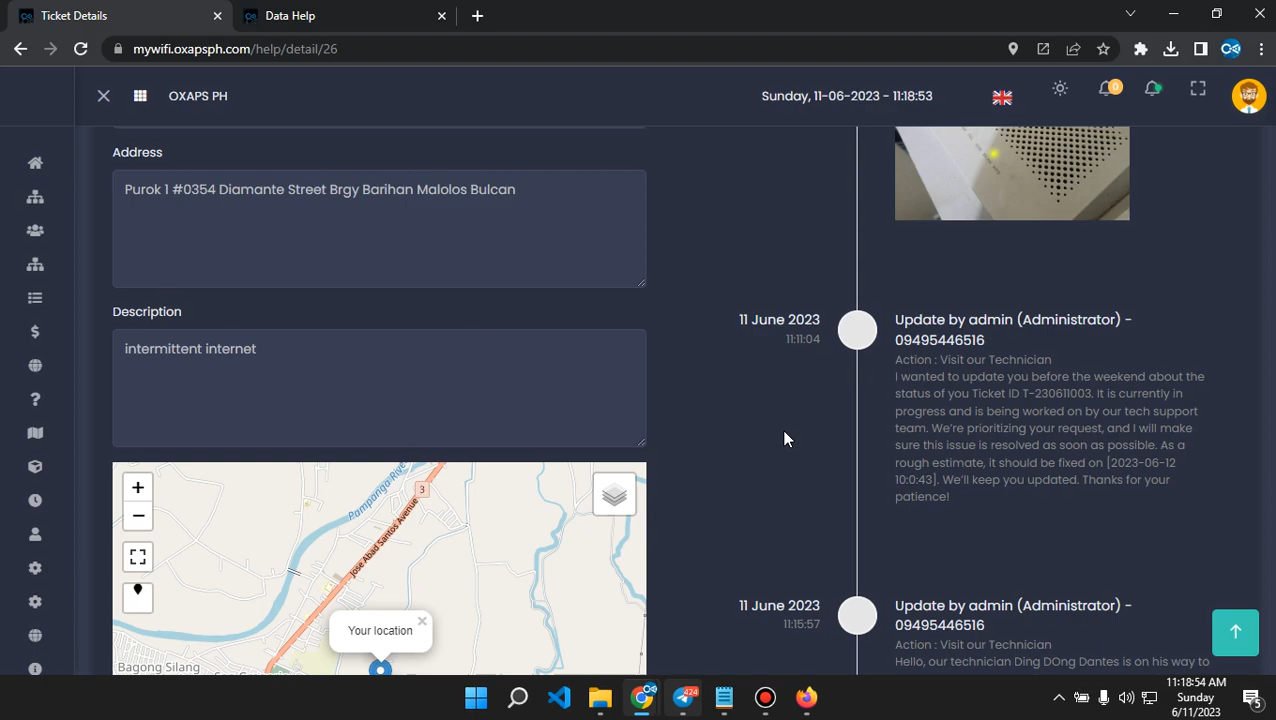 Ticket Details
Data Help
mywifi.oxapsph.com/help/detail/26
OXAPS PH
Sunday, 11-06-2023 - 11:18:53
0
Address
Purok 1 #0354 Diamante Street Brgy Barihan Malolos Bulcan
Description
intermittent internet
+
−
Pampanga River
3
Jose Abad Santos Avenue
Your location
×
Bagong Silang
11 June 2023
11:11:04
Update by admin (Administrator) -
09495446516
Action : Visit our Technician
I wanted to update you before the weekend about the
status of you Ticket ID T-230611003. It is currently in
progress and is being worked on by our tech support
team. We’re prioritizing your request, and I will make
sure this issue is resolved as soon as possible. As a
rough estimate, it should be fixed on [2023-06-12
10:0:43]. We’ll keep you updated. Thanks for your
patience!
11 June 2023
11:15:57
Update by admin (Administrator) -
09495446516
Action : Visit our Technician
Hello, our technician Ding DOng Dantes is on his way to
424
11:18:54 AM
Sunday
6/11/2023
5